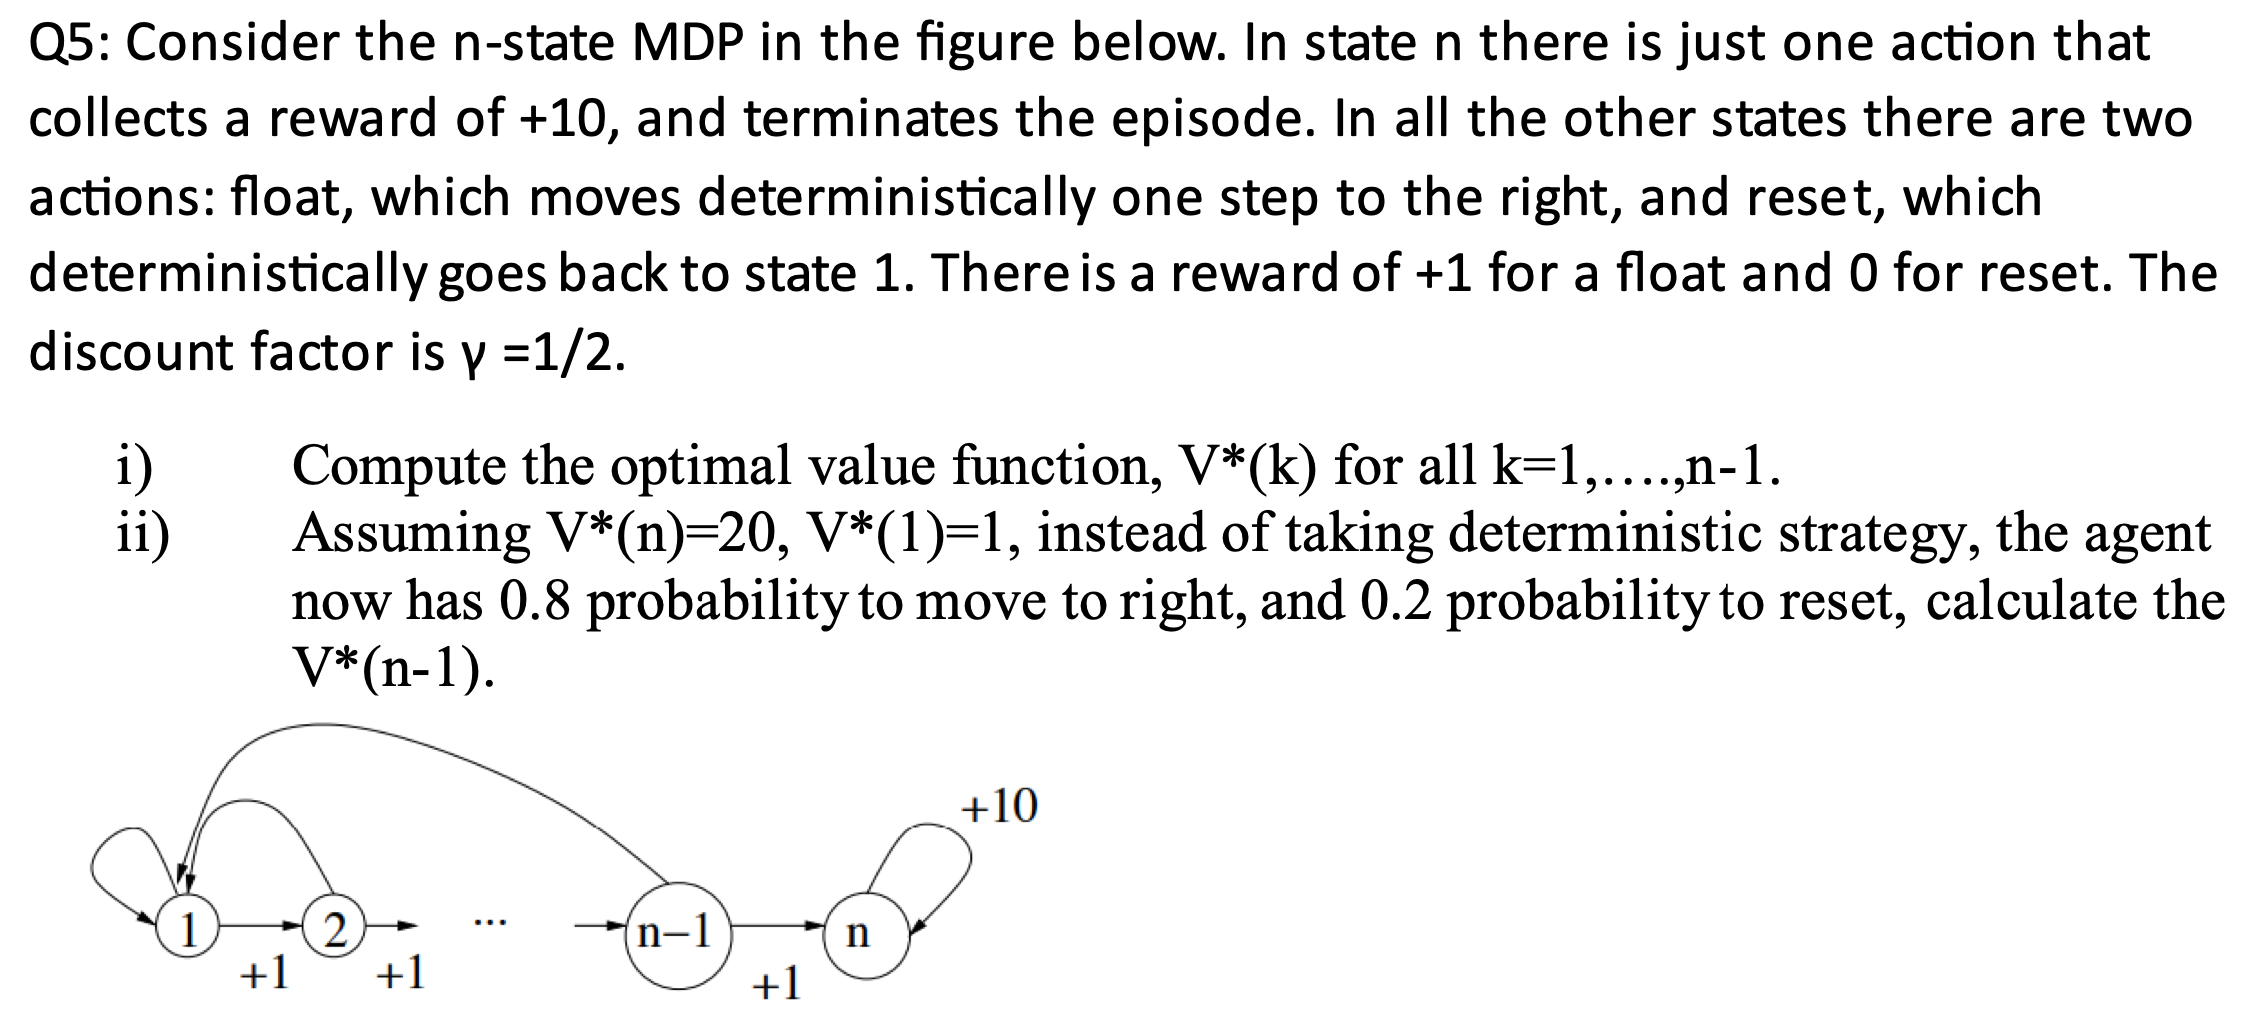 Q5: Consider the n-state MDP in the figure below. In state n there is just one action that
collects a reward of +10, and terminates the episode. In all the other states there are two
actions: float, which moves deterministically one step to the right, and reset, which
deterministically goes back to state 1. There is a reward of +1 for a float and 0 for reset. The
discount factor is γ =1/2.
i) Compute the optimal value function, V*(k) for all k=1,....,n-1.
ii) Assuming V*(n)=20, V*(1)=1, instead of taking deterministic strategy, the agent
now has 0.8 probability to move to right, and 0.2 probability to reset, calculate the
V*(n-1).
+10
1 2 ... n−1 n
+1 +1 +1